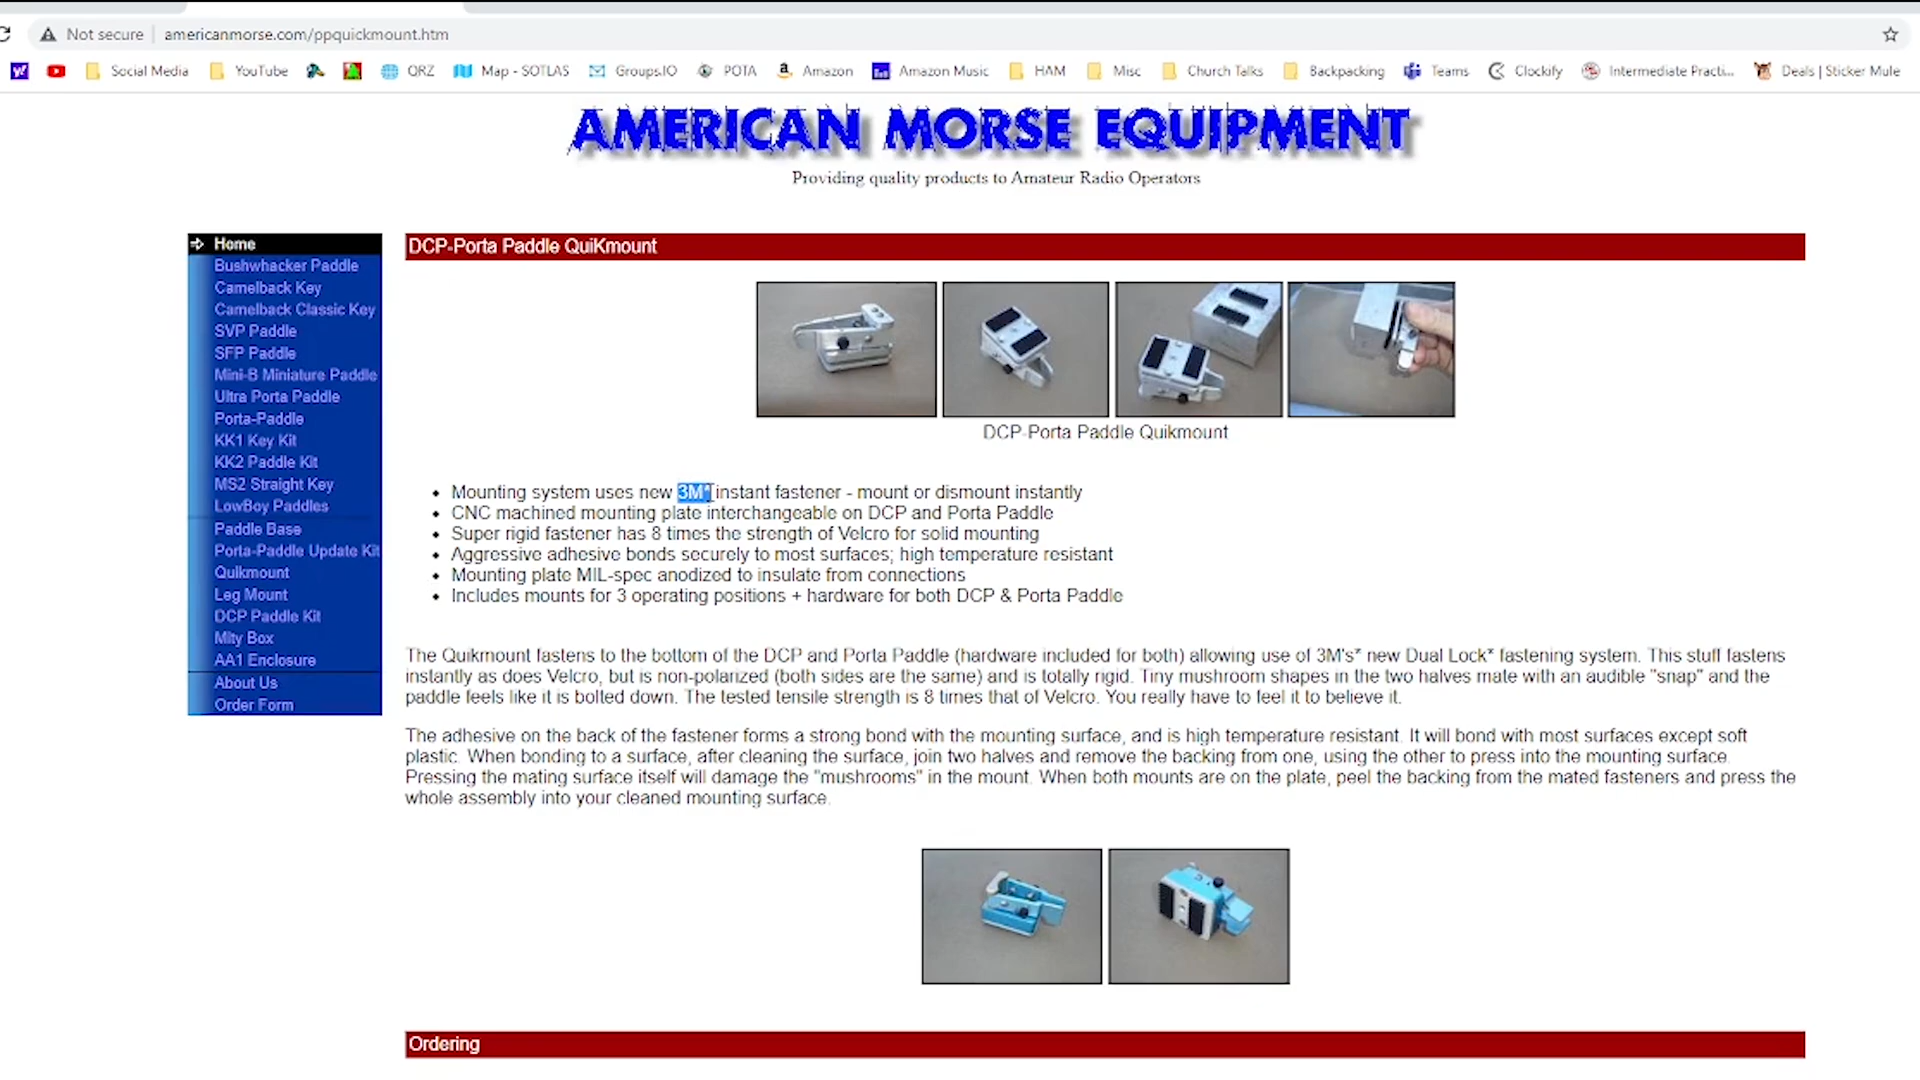 Not secure americanmorse.com/ppquickmount.htm
Social Media YouTube QRZ Map - SOTLAS Groups.IO POTA Amazon Amazon Music HAM Misc Church Talks Backpacking Teams Clockify Intermediate Practi... Deals | Sticker Mule
AMERICAN MORSE EQUIPMENT
Providing quality products to Amateur Radio Operators
Home
Bushwhacker Paddle
Camelback Key
Camelback Classic Key
SVP Paddle
SFP Paddle
Mini-B Miniature Paddle
Ultra Porta Paddle
Porta-Paddle
KK1 Key Kit
KK2 Paddle Kit
MS2 Straight Key
LowBoy Paddles
Paddle Base
Porta-Paddle Update Kit
Quikmount
Leg Mount
DCP Paddle Kit
Mity Box
AA1 Enclosure
About Us
Order Form
DCP-Porta Paddle QuiKmount
DCP-Porta Paddle Quikmount
• Mounting system uses new 3M* instant fastener - mount or dismount instantly
• CNC machined mounting plate interchangeable on DCP and Porta Paddle
• Super rigid fastener has 8 times the strength of Velcro for solid mounting
• Aggressive adhesive bonds securely to most surfaces; high temperature resistant
• Mounting plate MIL-spec anodized to insulate from connections
• Includes mounts for 3 operating positions + hardware for both DCP & Porta Paddle
The Quikmount fastens to the bottom of the DCP and Porta Paddle (hardware included for both) allowing use of 3M's* new Dual Lock* fastening system. This stuff fastens
instantly as does Velcro, but is non-polarized (both sides are the same) and is totally rigid. Tiny mushroom shapes in the two halves mate with an audible "snap" and the
paddle feels like it is bolted down. The tested tensile strength is 8 times that of Velcro. You really have to feel it to believe it.
The adhesive on the back of the fastener forms a strong bond with the mounting surface, and is high temperature resistant. It will bond with most surfaces except soft
plastic. When bonding to a surface, after cleaning the surface, join two halves and remove the backing from one, using the other to press into the mounting surface.
Pressing the mating surface itself will damage the "mushrooms" in the mount. When both mounts are on the plate, peel the backing from the mated fasteners and press the
whole assembly into your cleaned mounting surface.
Ordering